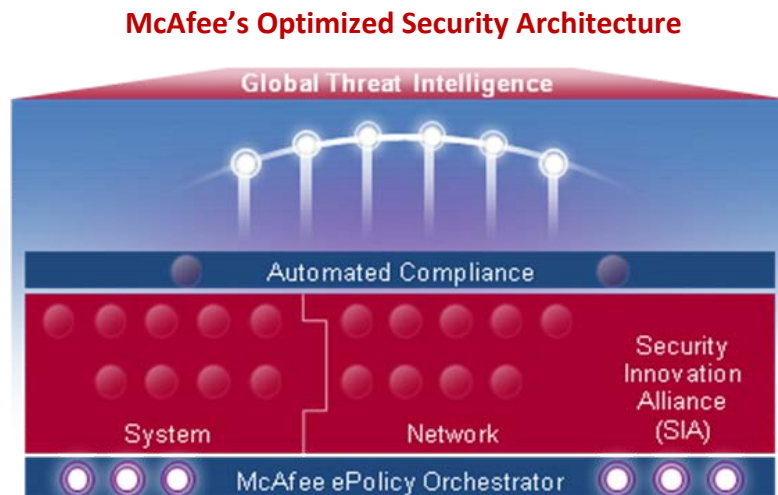 McAfee’s Optimized Security Architecture
Global Threat Intelligence
Automated Compliance
System
Network
Security
Innovation
Alliance
(SIA)
McAfee ePolicy Orchestrator